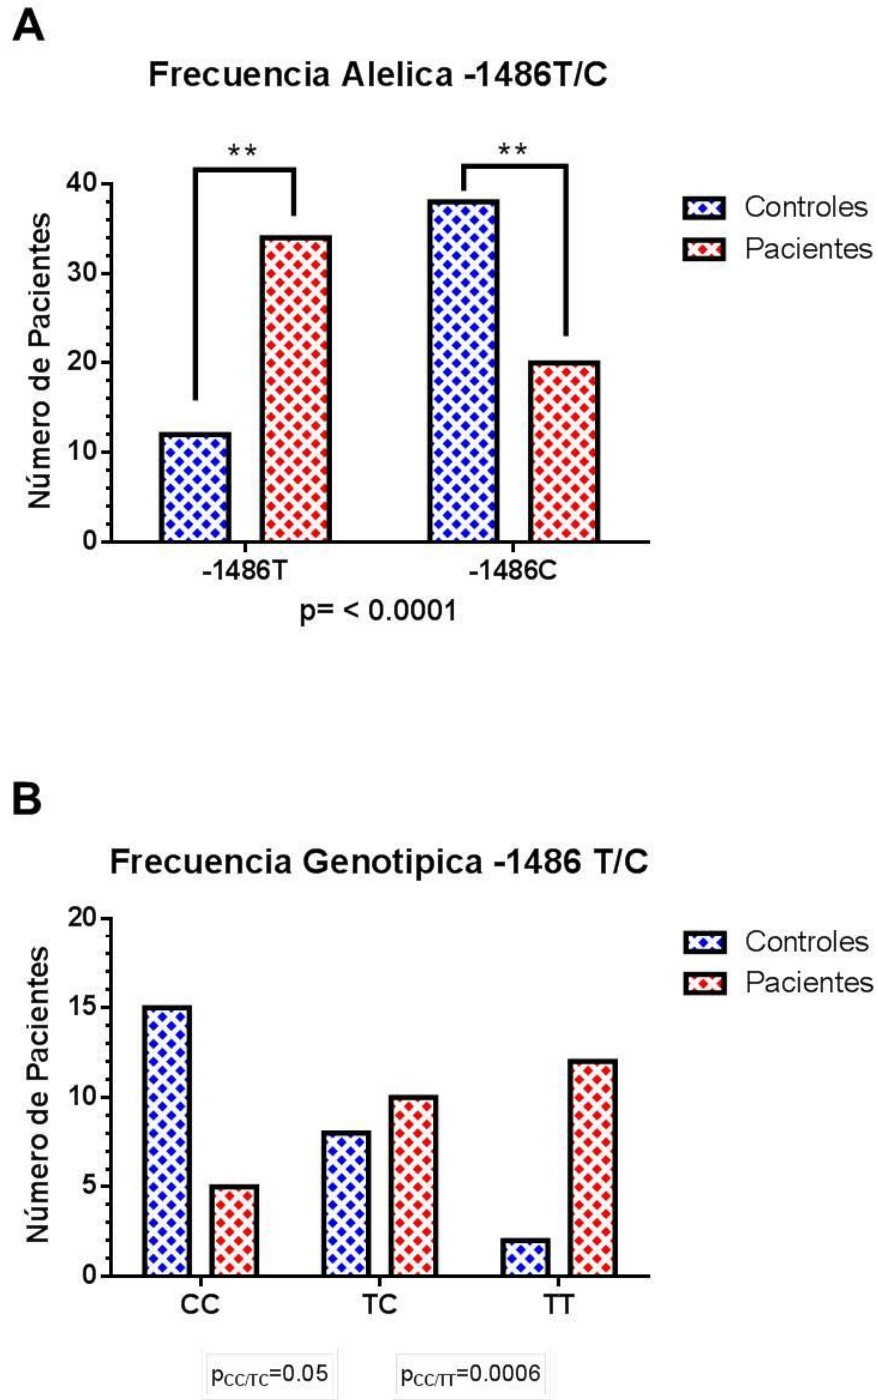 A
Frecuencia Alelica -1486T/C
**
**
40
30
20
10
0
Número de Pacientes
Controles
Pacientes
-1486T
-1486C
p= < 0.0001
B
Frecuencia Genotipica -1486 T/C
20
15
10
5
0
Número de Pacientes
Controles
Pacientes
CC
TC
TT
pCC/TC=0.05
pCC/TT=0.0006